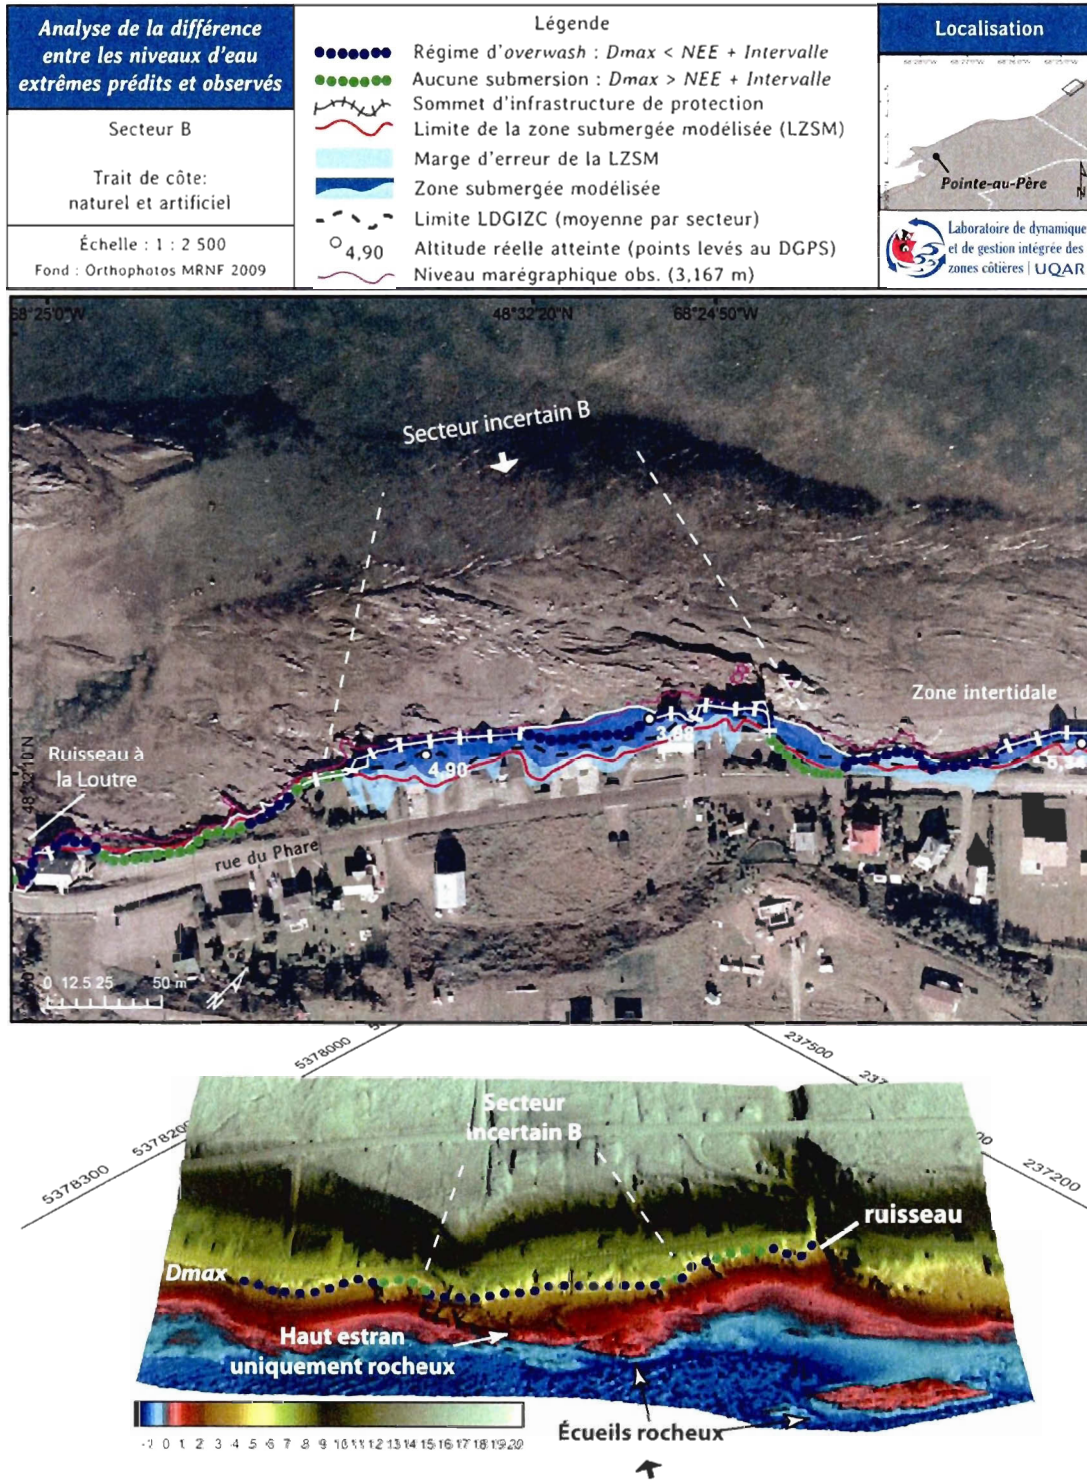 Analyse de la différence
entre les niveaux d'eau
extrêmes prédits et observés
Secteur B
Trait de côte:
naturel et artificiel
Échelle : 1 : 2 500
Fond : Orthophotos MRNF 2009
Légende
Régime d'overwash : Dmax < NEE + Intervalle
Aucune submersion : Dmax > NEE + Intervalle
Sommet d'infrastructure de protection
Limite de la zone submergée modélisée (LZSM)
Marge d'erreur de la LZSM
Zone submergée modélisée
Limite LDGIZC (moyenne par secteur)
4,90 Altitude réelle atteinte (points levés au DGPS)
Niveau marégraphique obs. (3,167 m)
Localisation
Pointe-au-Père
N
Laboratoire de dynamique
et de gestion intégrée des
zones côtières | UQAR
68°25'0"W
48°32'20"N
68°24'50"W
Secteur incertain B
Zone intertidale
3,98
4,90
5,34
48°32'10"N
Ruisseau à
la Loutre
rue du Phare
0 12.5 25 50 m
N
5378000
237500
5378200
5378300
237200
Secteur
incertain B
ruisseau
Dmax
Haut estran
uniquement rocheux
Écueils rocheux
-1 0 1 2 3 4 5 6 7 8 9 10 11 12 13 14 15 16 17 18 19 20